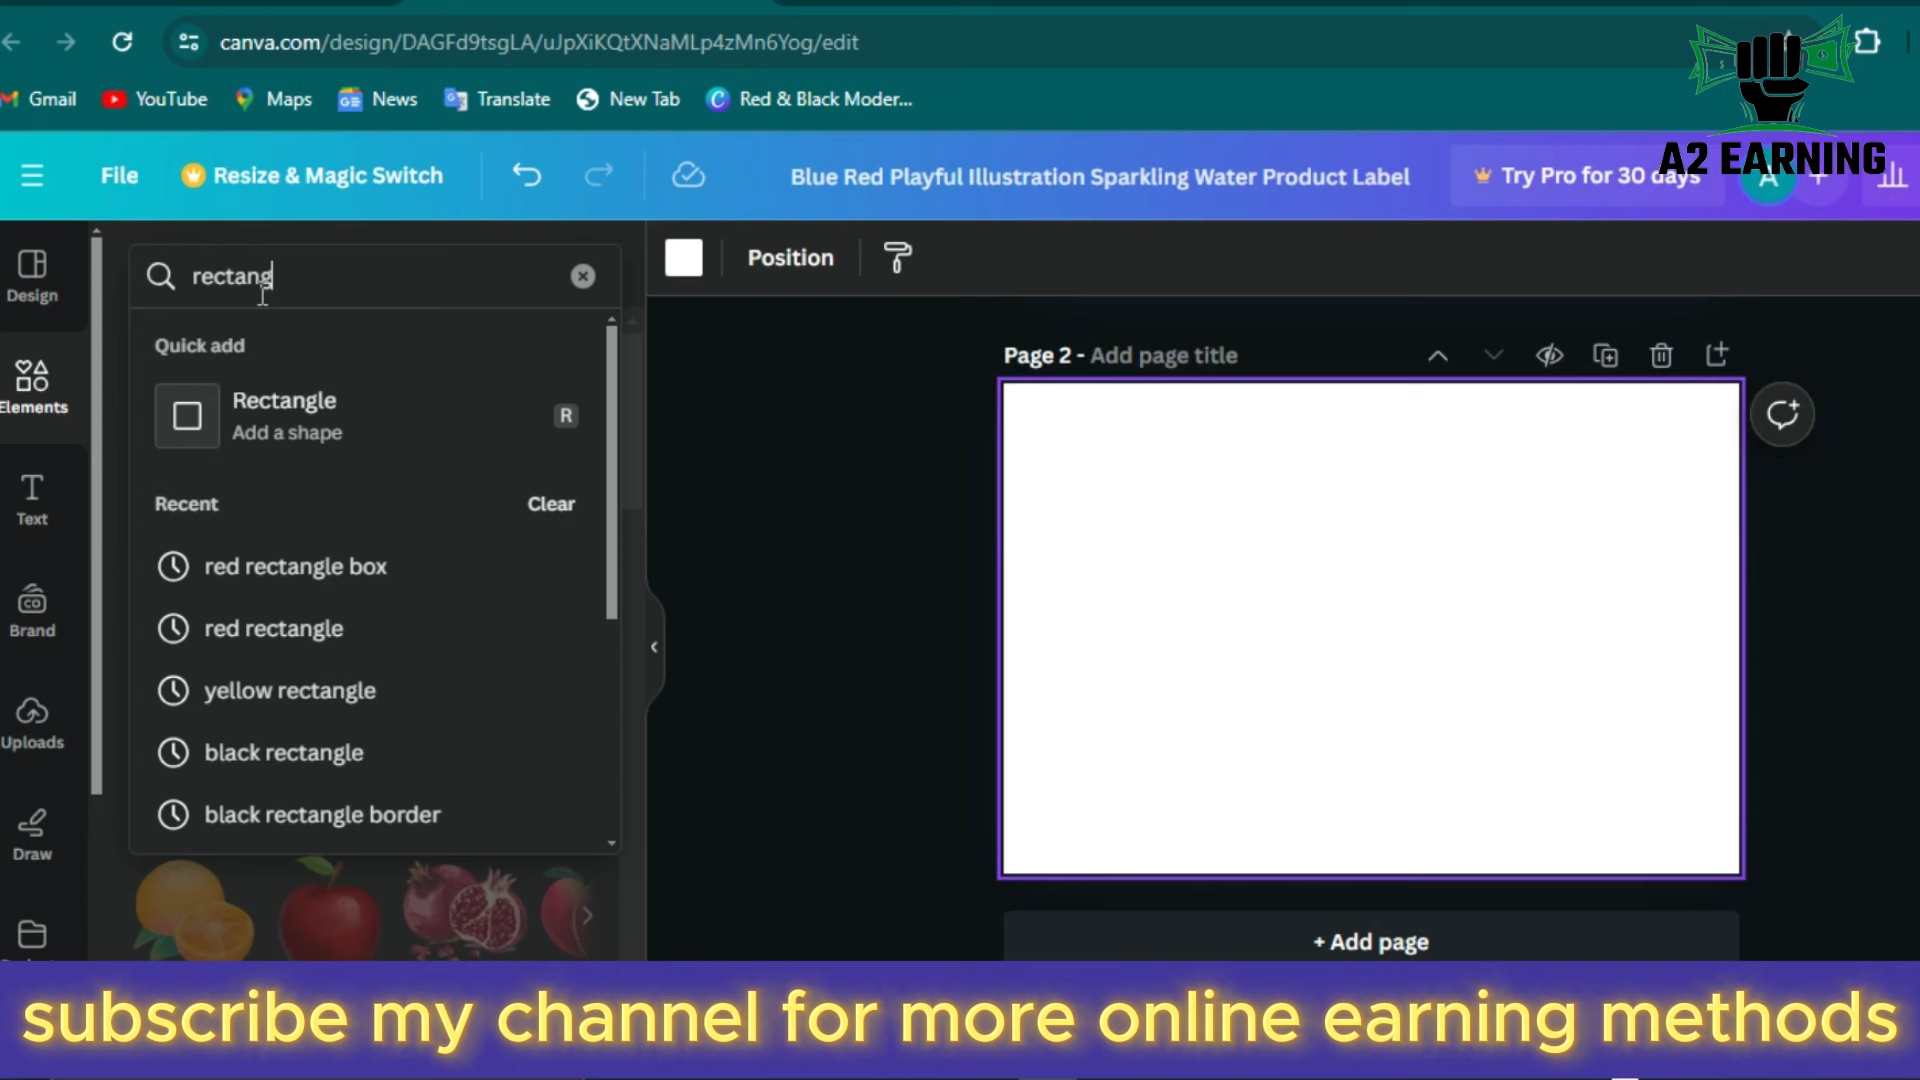 canva.com/design/DAGFd9tsgLA/uJpXiKQtXNaMLp4zMn6Yog/edit
Gmail YouTube Maps News Translate New Tab Red & Black Moder...
A2 EARNING
File Resize & Magic Switch Blue Red Playful Illustration Sparkling Water Product Label Try Pro for 30 days A +
rectang
Position
Design
Quick add
Rectangle
Add a shape
R
Page 2 - Add page title
Elements
Recent Clear
Text
red rectangle box
red rectangle
Brand
yellow rectangle
Uploads
black rectangle
black rectangle border
Draw
+ Add page
subscribe my channel for more online earning methods